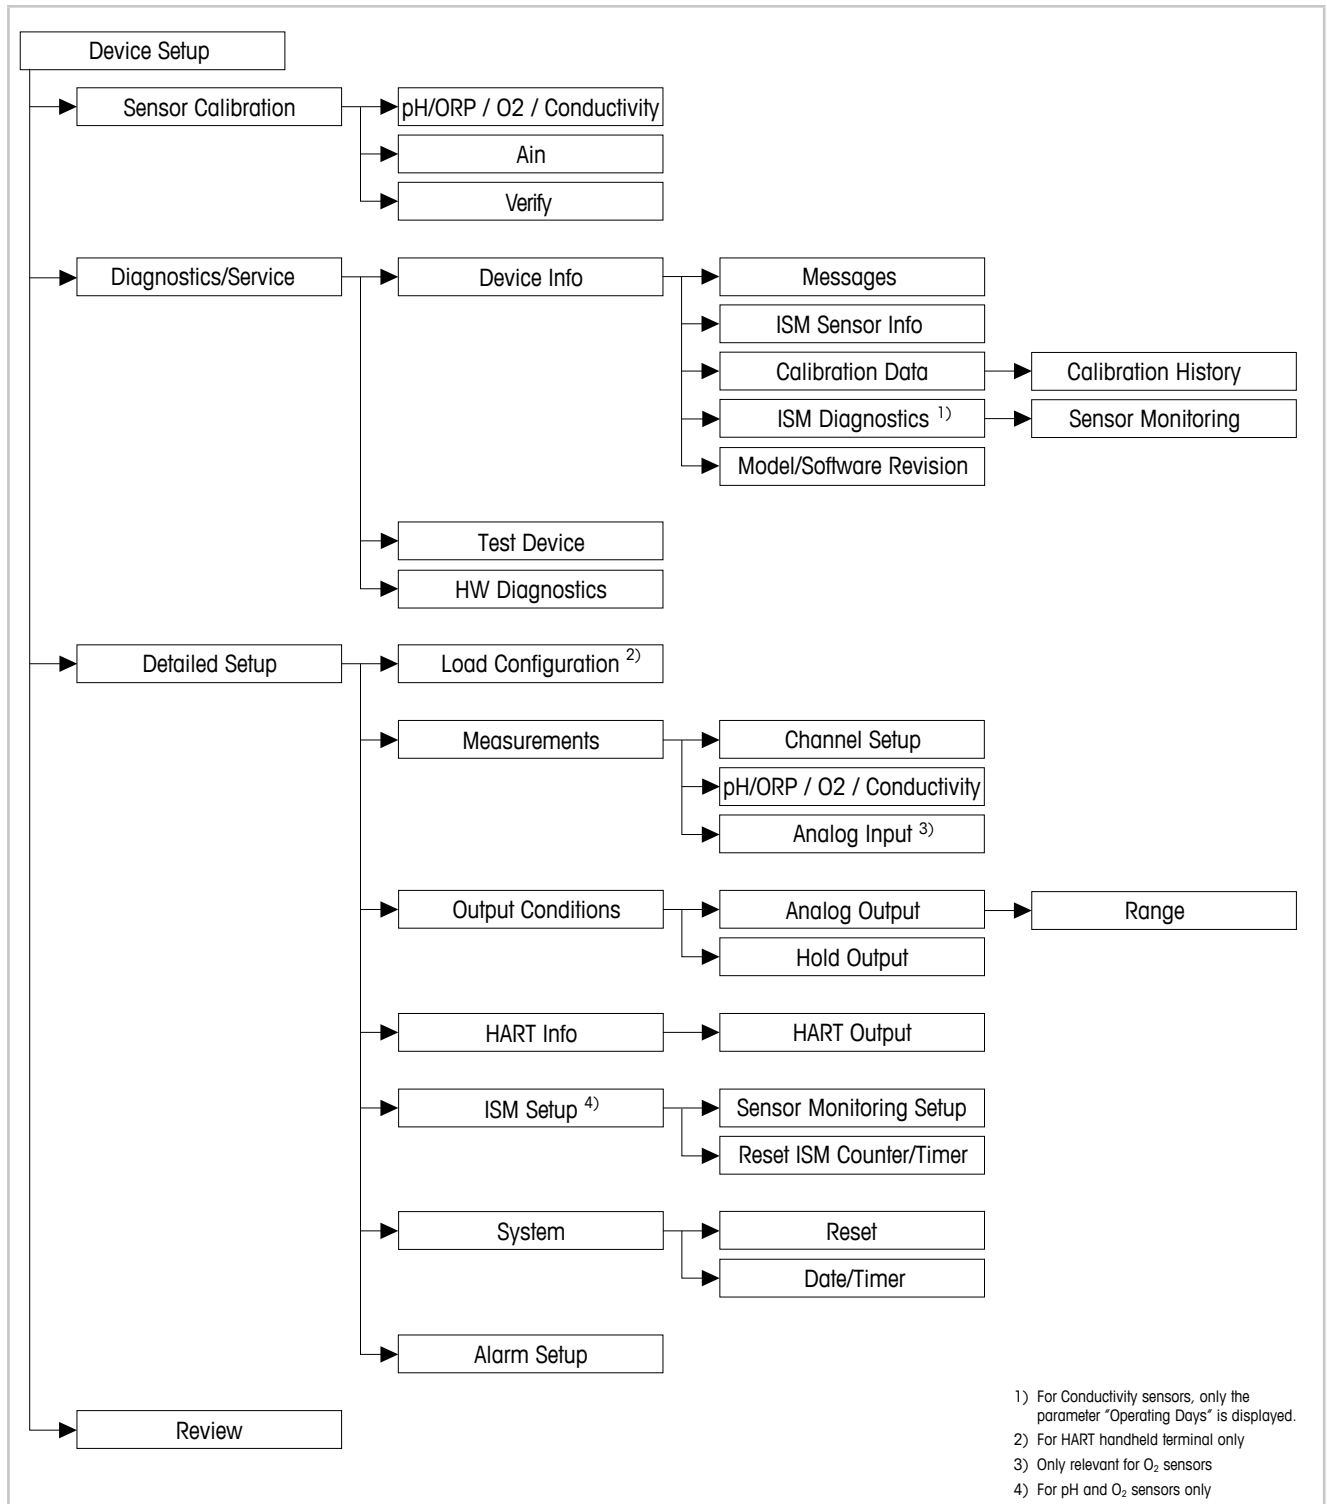 Device Setup
Sensor Calibration
pH/ORP / O2 / Conductivity
Ain
Verify
Diagnostics/Service
Device Info
Messages
ISM Sensor Info
Calibration Data
Calibration History
ISM Diagnostics 1)
Sensor Monitoring
Model/Software Revision
Test Device
HW Diagnostics
Detailed Setup
Load Configuration 2)
Measurements
Channel Setup
pH/ORP / O2 / Conductivity
Analog Input 3)
Output Conditions
Analog Output
Range
Hold Output
HART Info
HART Output
ISM Setup 4)
Sensor Monitoring Setup
Reset ISM Counter/Timer
System
Reset
Date/Timer
Alarm Setup
Review
1) For Conductivity sensors, only the
parameter "Operating Days" is displayed.
2) For HART handheld terminal only
3) Only relevant for O₂ sensors
4) For pH and O₂ sensors only